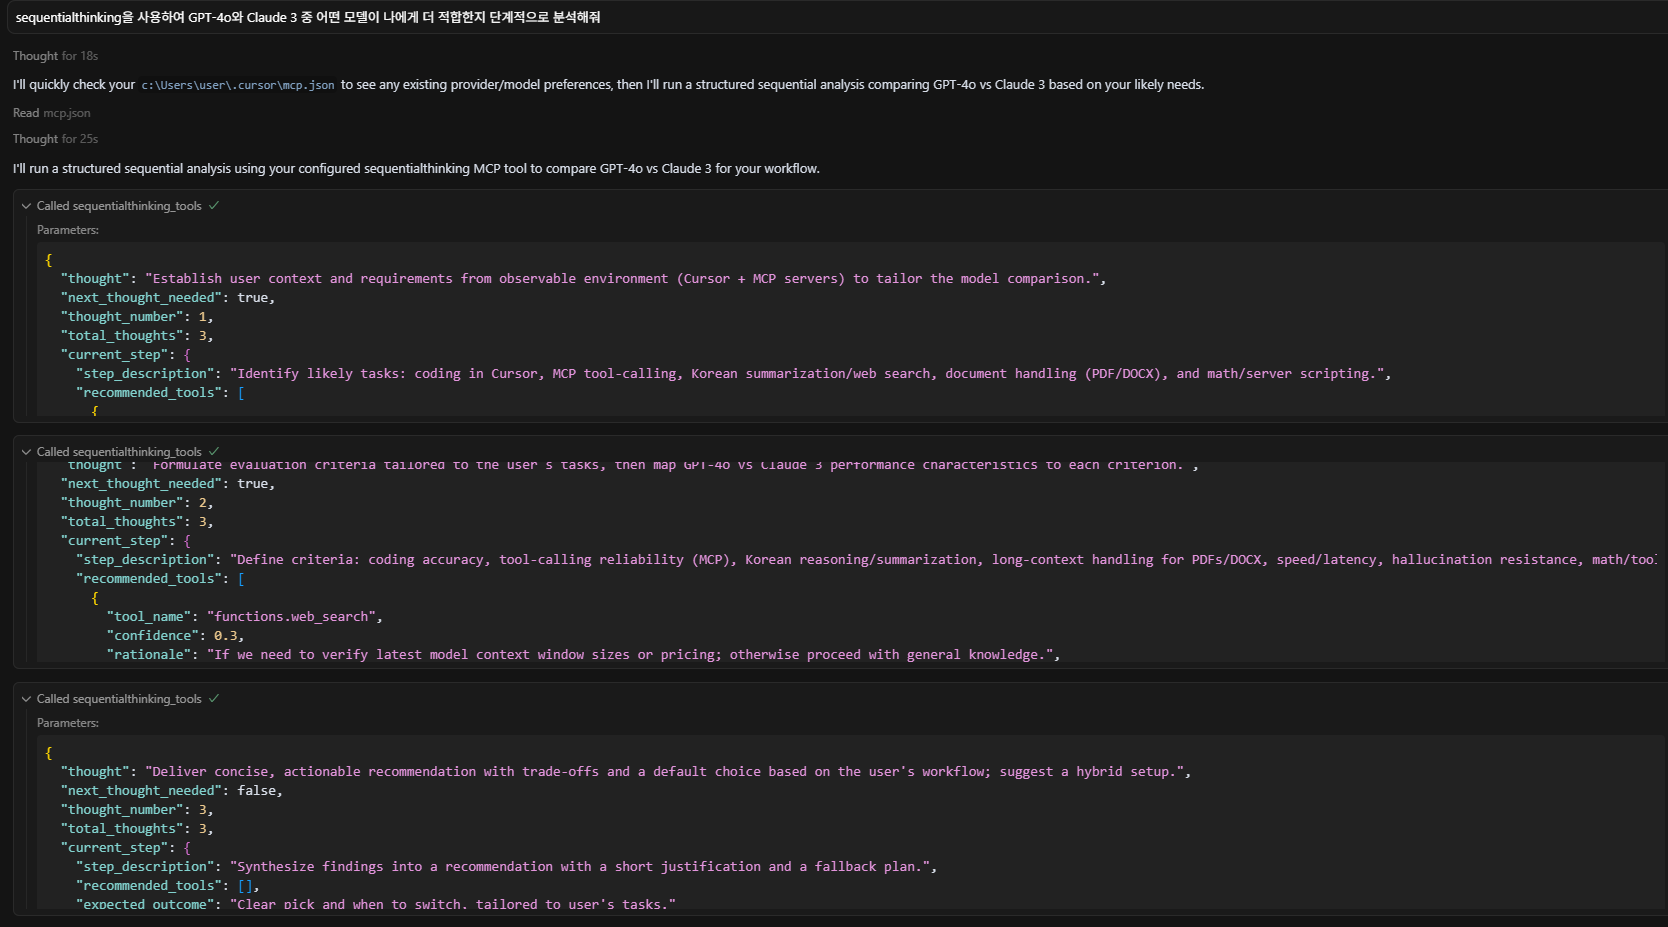 sequentialthinking을 사용하여 GPT-4o와 Claude 3 중 어떤 모델이 나에게 더 적합한지 단계적으로 분석해줘
Thought for 18s
I'll quickly check your c:\Users\user\.cursor\mcp.json to see any existing provider/model preferences, then I'll run a structured sequential analysis comparing GPT-4o vs Claude 3 based on your likely needs.
Read mcp.json
Thought for 25s
I'll run a structured sequential analysis using your configured sequentialthinking MCP tool to compare GPT-4o vs Claude 3 for your workflow.
Called sequentialthinking_tools
Parameters:
{
"thought": "Establish user context and requirements from observable environment (Cursor + MCP servers) to tailor the model comparison.",
"next_thought_needed": true,
"thought_number": 1,
"total_thoughts": 3,
"current_step": {
"step_description": "Identify likely tasks: coding in Cursor, MCP tool-calling, Korean summarization/web search, document handling (PDF/DOCX), and math/server scripting.",
"recommended_tools": [
{
Called sequentialthinking_tools
"thought": "Formulate evaluation criteria tailored to the user's tasks, then map GPT-4o vs Claude 3 performance characteristics to each criterion.",
"next_thought_needed": true,
"thought_number": 2,
"total_thoughts": 3,
"current_step": {
"step_description": "Define criteria: coding accuracy, tool-calling reliability (MCP), Korean reasoning/summarization, long-context handling for PDFs/DOCX, speed/latency, hallucination resistance, math/tool
"recommended_tools": [
{
"tool_name": "functions.web_search",
"confidence": 0.3,
"rationale": "If we need to verify latest model context window sizes or pricing; otherwise proceed with general knowledge.",
Called sequentialthinking_tools
Parameters:
{
"thought": "Deliver concise, actionable recommendation with trade-offs and a default choice based on the user's workflow; suggest a hybrid setup.",
"next_thought_needed": false,
"thought_number": 3,
"total_thoughts": 3,
"current_step": {
"step_description": "Synthesize findings into a recommendation with a short justification and a fallback plan.",
"recommended_tools": [],
"expected_outcome": "Clear pick and when to switch, tailored to user's tasks."